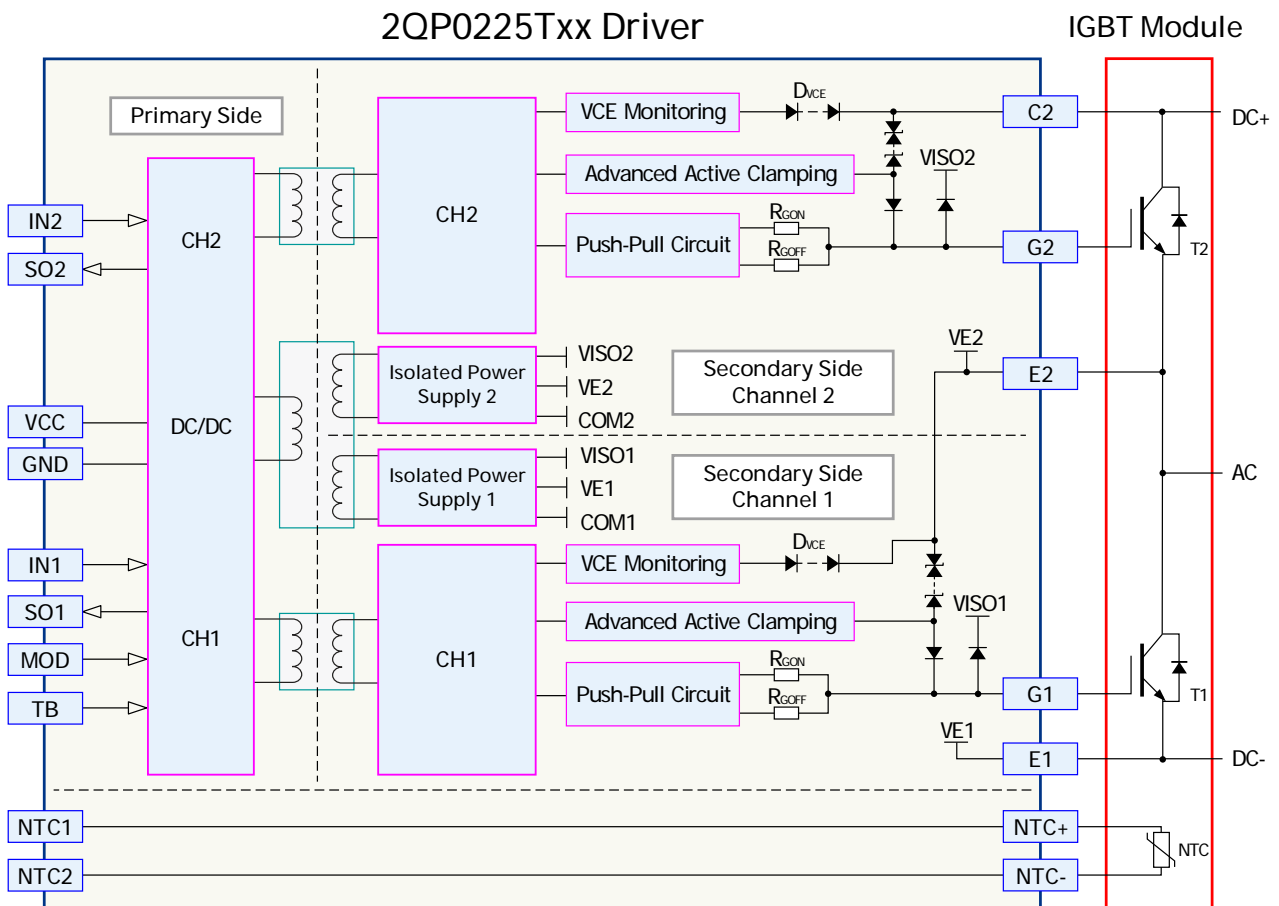 2QP0225Txx Driver
IGBT Module
Primary Side
IN2
SO2
VCC
GND
IN1
SO1
MOD
TB
NTC1
NTC2
CH2
DC/DC
CH1
CH2
VCE Monitoring
DVCE
Advanced Active Clamping
VISO2
Push-Pull Circuit
RGON
RGOFF
Isolated Power
Supply 2
VISO2
VE2
COM2
Secondary Side
Channel 2
VE2
Isolated Power
Supply 1
VISO1
VE1
COM1
Secondary Side
Channel 1
CH1
VCE Monitoring
DVCE
Advanced Active Clamping
VISO1
Push-Pull Circuit
RGON
RGOFF
VE1
C2
G2
E2
G1
E1
NTC+
NTC-
T2
T1
NTC
DC+
AC
DC-